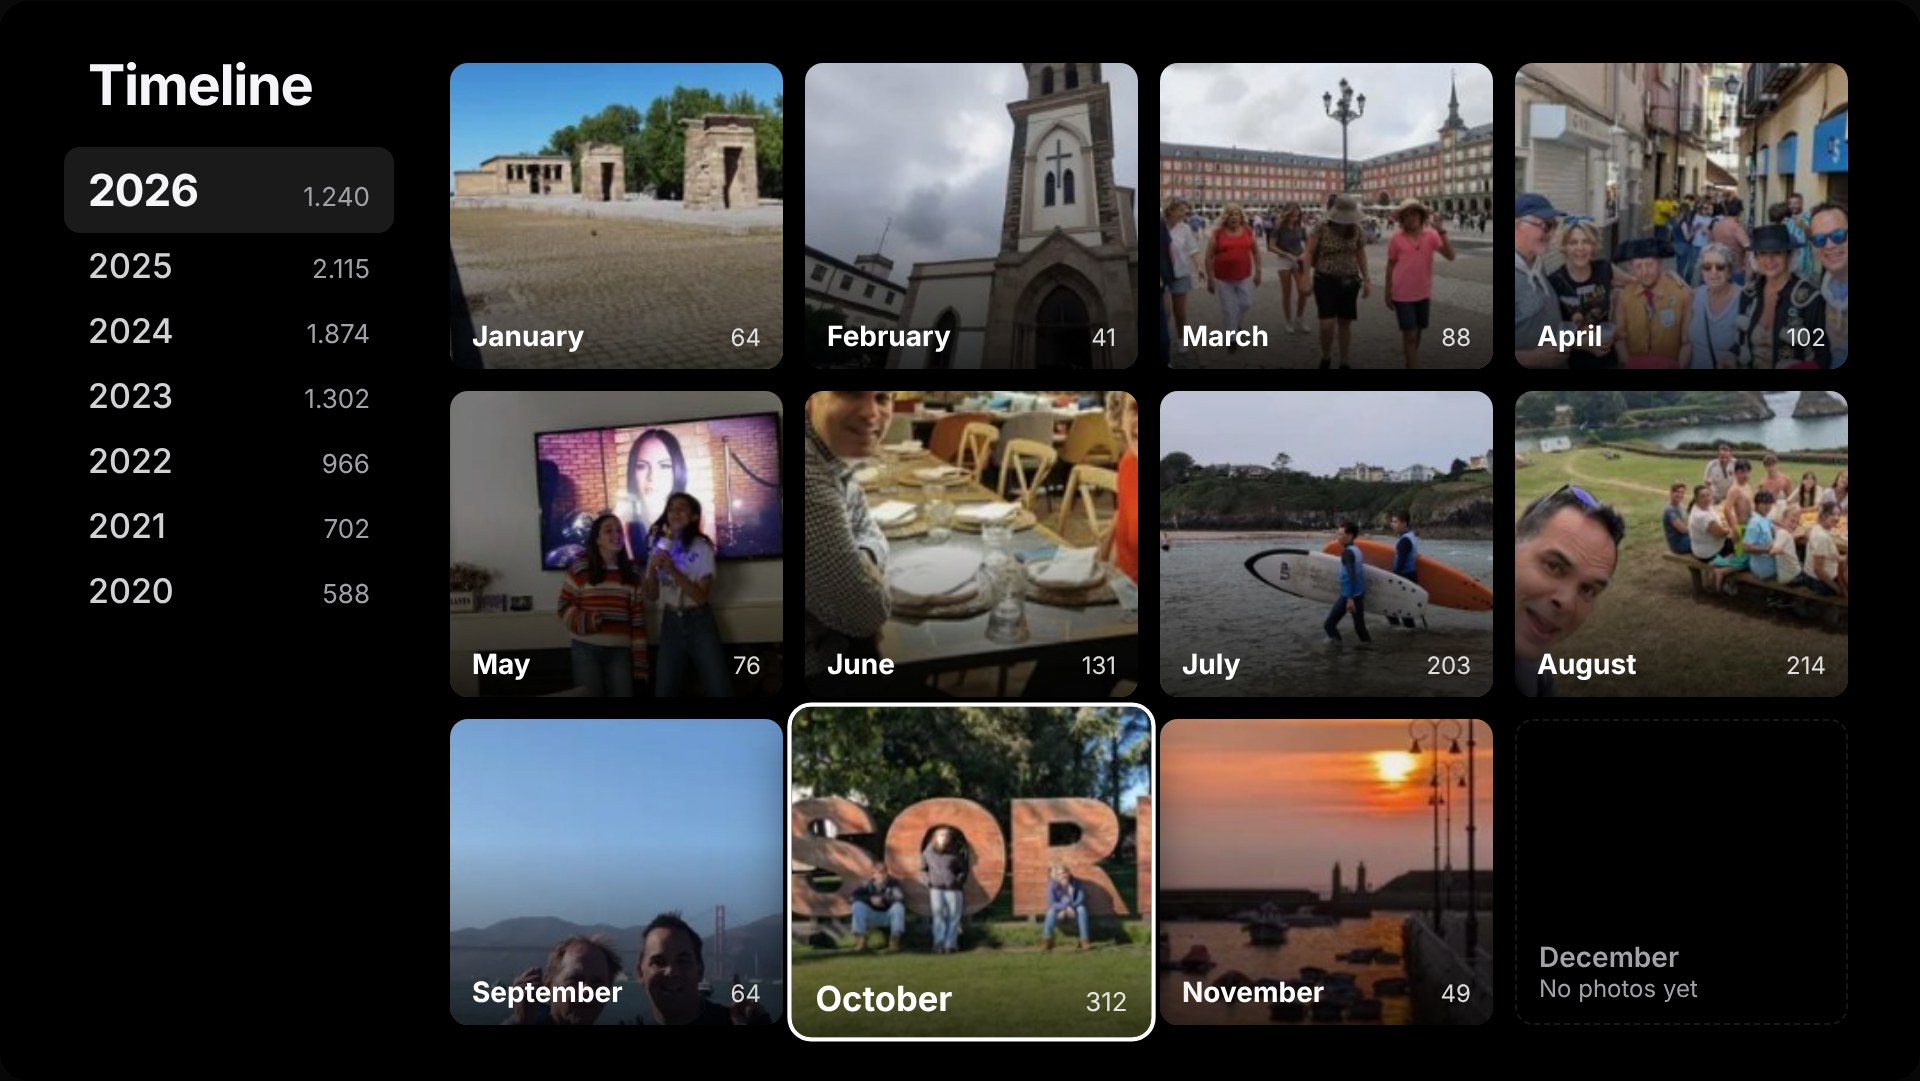 Timeline
2026 1.240
2025 2.115
2024 1.874
2023 1.302
2022 966
2021 702
2020 588
January 64
February 41
March 88
April 102
May 76
June 131
July 203
August 214
SORI
September 64
October 312
November 49
December
No photos yet